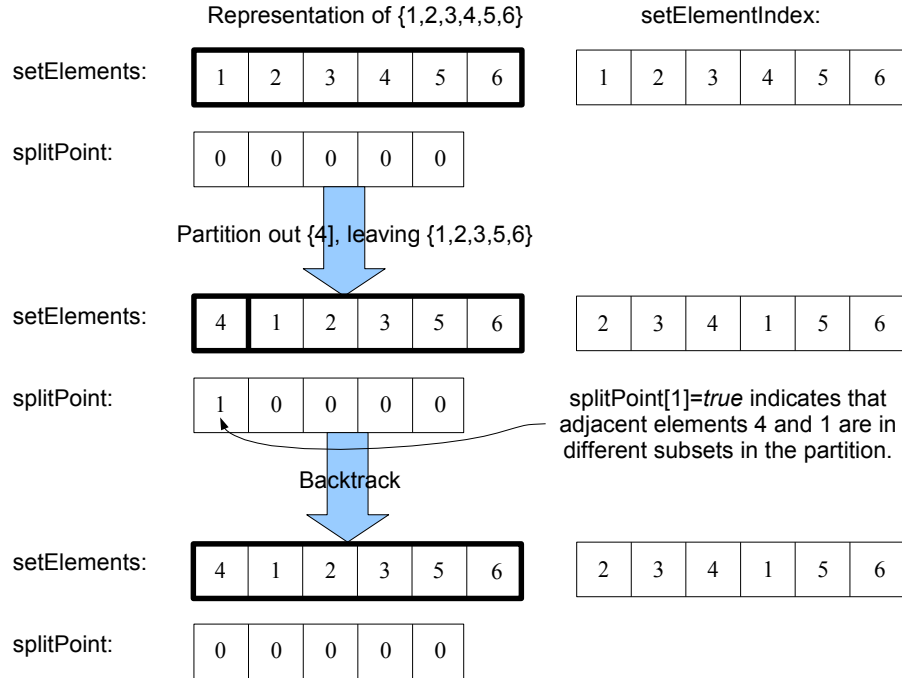 Representation of {1,2,3,4,5,6} setElementIndex:
setElements: 1 2 3 4 5 6 1 2 3 4 5 6
splitPoint: 0 0 0 0 0
Partition out {4], leaving {1,2,3,5,6}
setElements: 4 1 2 3 5 6 2 3 4 1 5 6
splitPoint: 1 0 0 0 0
splitPoint[1]=true indicates that
adjacent elements 4 and 1 are in
different subsets in the partition.
Backtrack
setElements: 4 1 2 3 5 6 2 3 4 1 5 6
splitPoint: 0 0 0 0 0